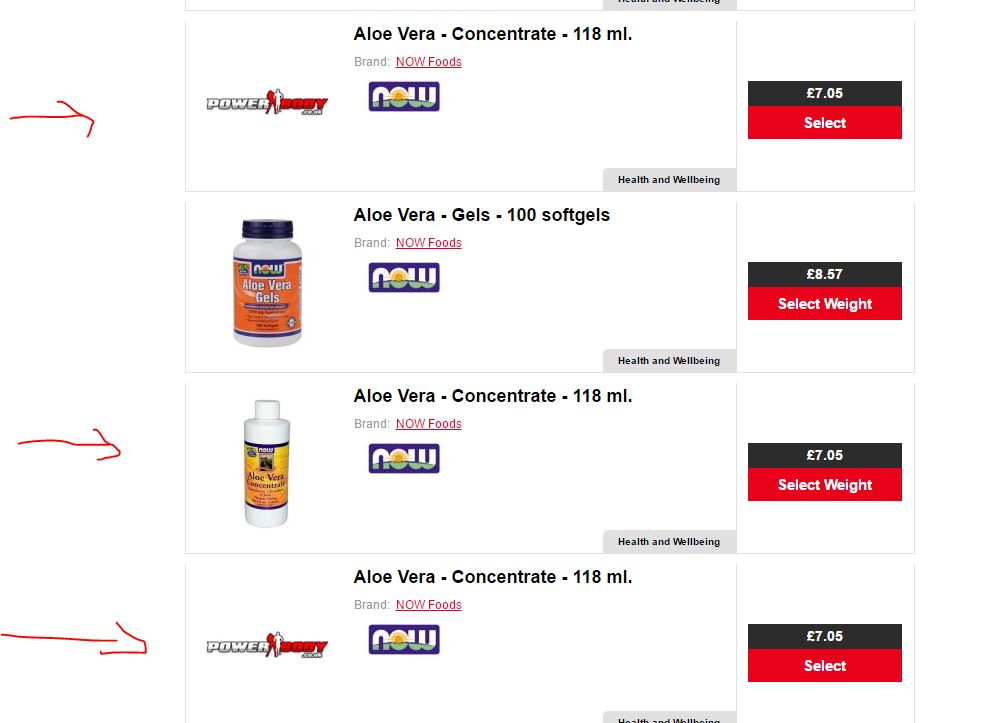 Health and Wellbeing
Aloe Vera - Concentrate - 118 ml.
Brand: NOW Foods
POWERBODY
.co.uk
NOW
£7.05
Select
Health and Wellbeing
Aloe Vera - Gels - 100 softgels
Brand: NOW Foods
NOW
NOW
Aloe Vera
Gels
£8.57
Select Weight
Health and Wellbeing
Aloe Vera - Concentrate - 118 ml.
Brand: NOW Foods
NOW
NOW
Aloe Vera
Concentrate
£7.05
Select Weight
Health and Wellbeing
Aloe Vera - Concentrate - 118 ml.
Brand: NOW Foods
POWERBODY
.co.uk
NOW
£7.05
Select
Health and Wellbeing